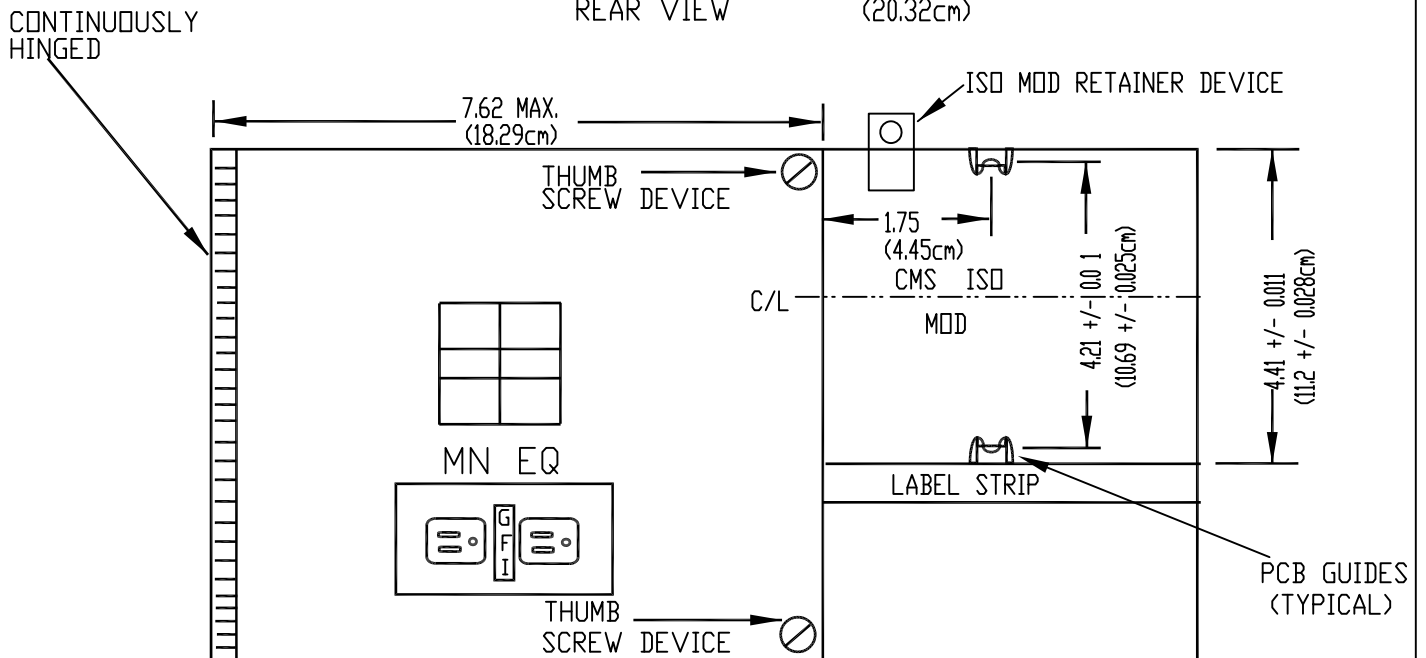 REAR VIEW
(20.32cm)
CONTINUOUSLY
HINGED
7.62 MAX.
(18.29cm)
ISO MOD RETAINER DEVICE
THUMB
SCREW DEVICE
1.75
(4.45cm)
CMS ISO
C/L
MOD
4.21 +/- 0.0 1
(10.69 +/- 0.025cm)
4.41 +/- 0.011
(11.2 +/- 0.028cm)
MN EQ
LABEL STRIP
G
F
I
PCB GUIDES
(TYPICAL)
THUMB
SCREW DEVICE